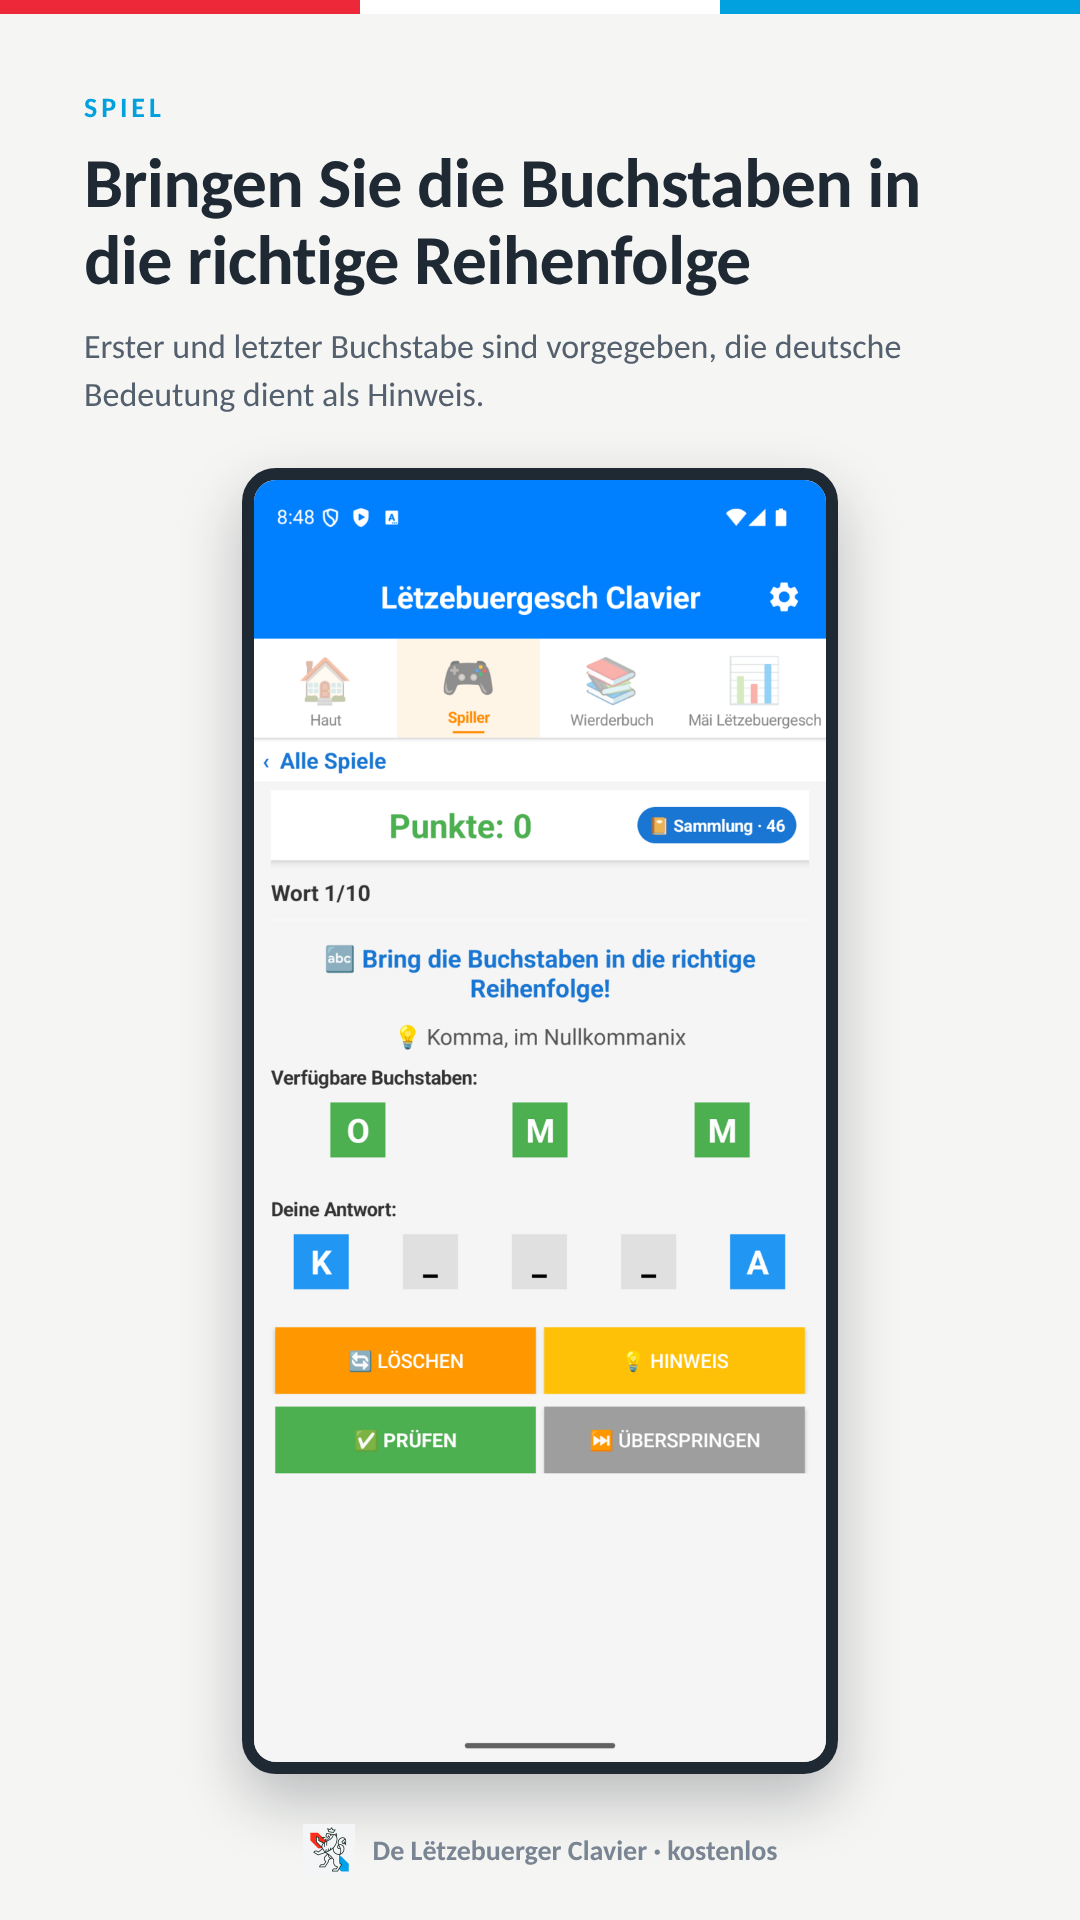 SPIEL
Bringen Sie die Buchstaben in
die richtige Reihenfolge
Erster und letzter Buchstabe sind vorgegeben, die deutsche
Bedeutung dient als Hinweis.
8:48
Lëtzebuergesch Clavier
Haut
Spiller
Wierderbuch
Mäi Lëtzebuergesch
‹ Alle Spiele
Punkte: 0
Sammlung · 46
Wort 1/10
abc Bring die Buchstaben in die richtige
Reihenfolge!
Komma, im Nullkommanix
Verfügbare Buchstaben:
O M M
Deine Antwort:
K _ _ _ A
LÖSCHEN
HINWEIS
PRÜFEN
ÜBERSPRINGEN
De Lëtzebuerger Clavier · kostenlos